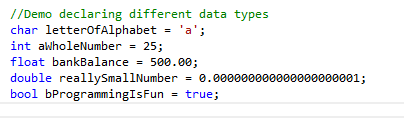 //Demo declaring different data types
char letterOfAlphabet = 'a';
int aWholeNumber = 25;
float bankBalance = 500.00;
double reallySmallNumber = 0.000000000000000000001;
bool bProgrammingIsFun = true;